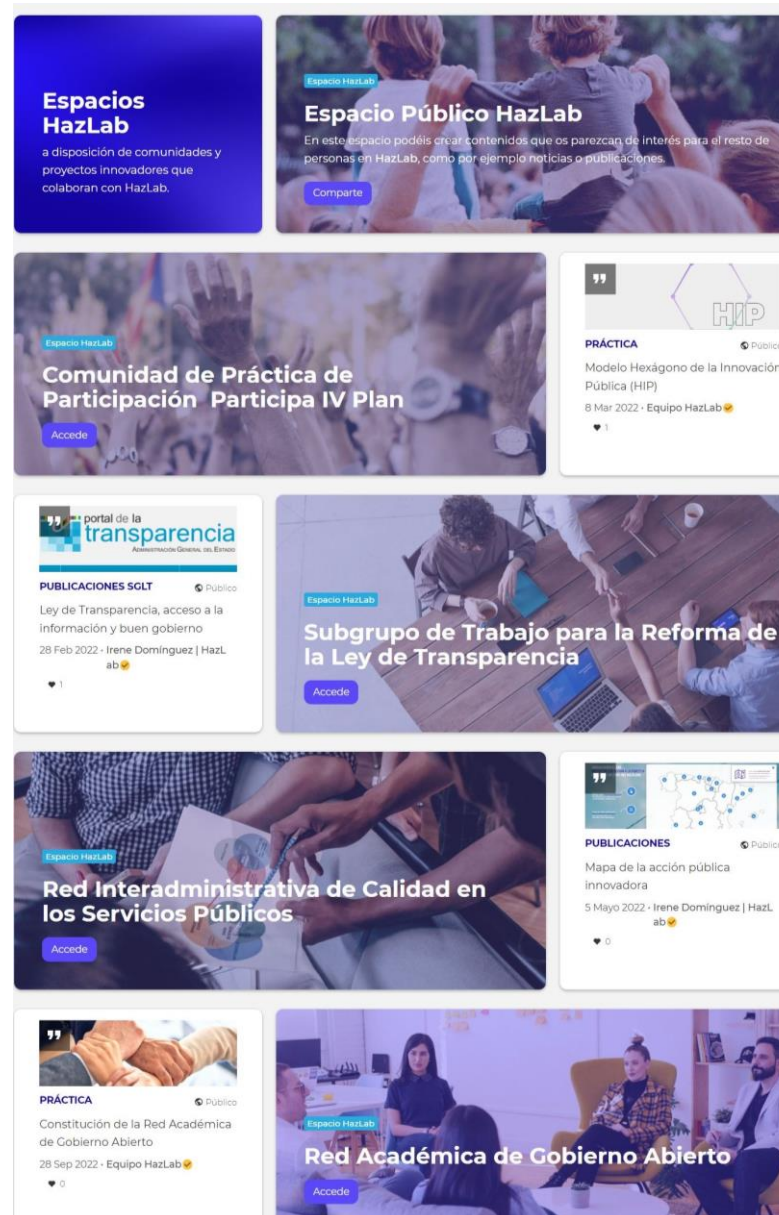 Espacios
HazLab
a disposición de comunidades y
proyectos innovadores que
colaboran con HazLab.
Espacio HazLab
Espacio Público HazLab
En este espacio podéis crear contenidos que os parezcan de interés para el resto de
personas en HazLab, como por ejemplo noticias o publicaciones.
Comparte
Espacio HazLab
Comunidad de Práctica de
Participación Participa IV Plan
Accede
HIP
PRÁCTICA
Público
Modelo Hexágono de la Innovación
Pública (HIP)
8 Mar 2022 · Equipo HazLab
1
portal de la
transparencia
ADMINISTRACIÓN GENERAL DEL ESTADO
PUBLICACIONES SGLT
Público
Ley de Transparencia, acceso a la
información y buen gobierno
28 Feb 2022 · Irene Domínguez | HazL
ab
1
Espacio HazLab
Subgrupo de Trabajo para la Reforma de
la Ley de Transparencia
Accede
Espacio HazLab
Red Interadministrativa de Calidad en
los Servicios Públicos
Accede
PUBLICACIONES
Público
Mapa de la acción pública
innovadora
5 Mayo 2022 · Irene Domínguez | HazL
ab
0
PRÁCTICA
Público
Constitución de la Red Académica
de Gobierno Abierto
28 Sep 2022 · Equipo HazLab
0
Espacio HazLab
Red Académica de Gobierno Abierto
Accede